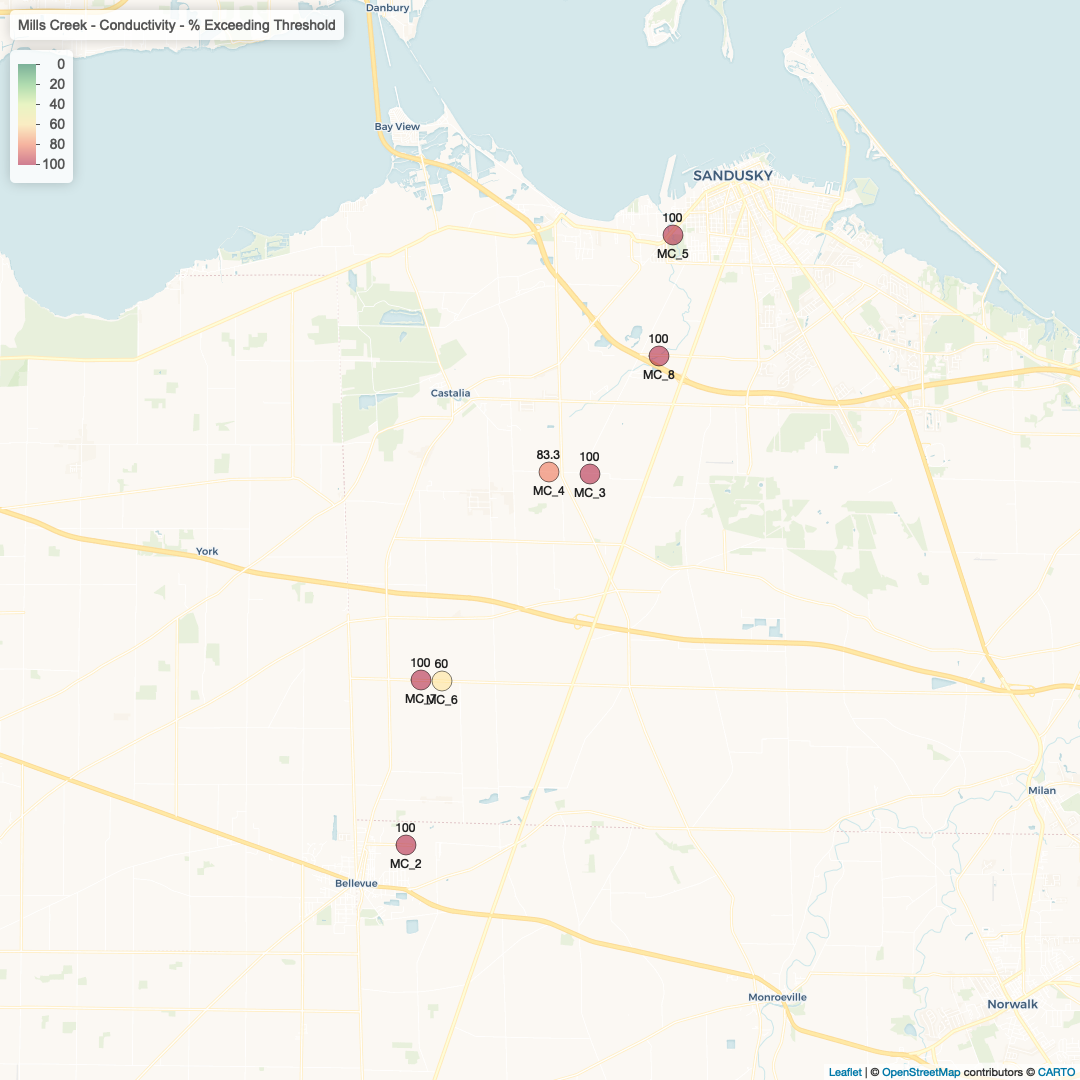 Danbury
Mills Creek - Conductivity - % Exceeding Threshold
0
20
40
60
80
100
Bay View
SANDUSKY
100
MC_5
100
MC_8
Castalia
83.3
MC_4
100
MC_3
York
100
60
MC_6
Milan
100
MC_2
Bellevue
Monroeville
Norwalk
Leaflet | © OpenStreetMap contributors © CARTO